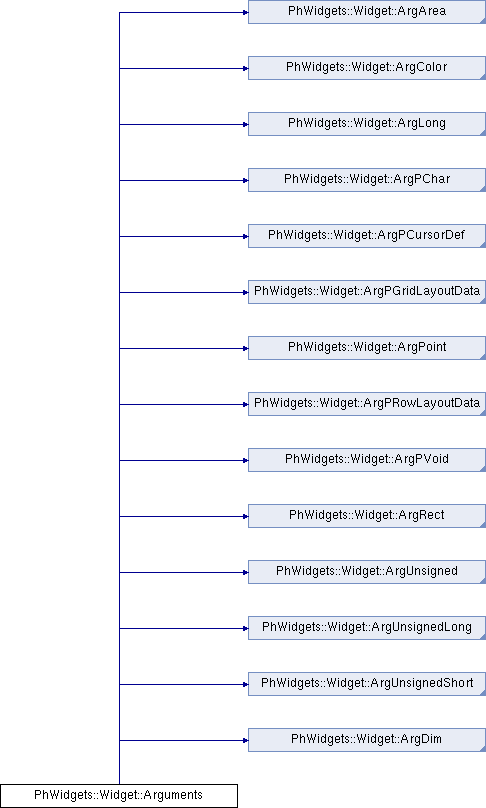 PhWidgets::Widget::ArgArea
PhWidgets::Widget::ArgColor
PhWidgets::Widget::ArgLong
PhWidgets::Widget::ArgPChar
PhWidgets::Widget::ArgPCursorDef
PhWidgets::Widget::ArgPGridLayoutData
PhWidgets::Widget::ArgPoint
PhWidgets::Widget::ArgPRowLayoutData
PhWidgets::Widget::ArgPVoid
PhWidgets::Widget::ArgRect
PhWidgets::Widget::ArgUnsigned
PhWidgets::Widget::ArgUnsignedLong
PhWidgets::Widget::ArgUnsignedShort
PhWidgets::Widget::ArgDim
PhWidgets::Widget::Arguments